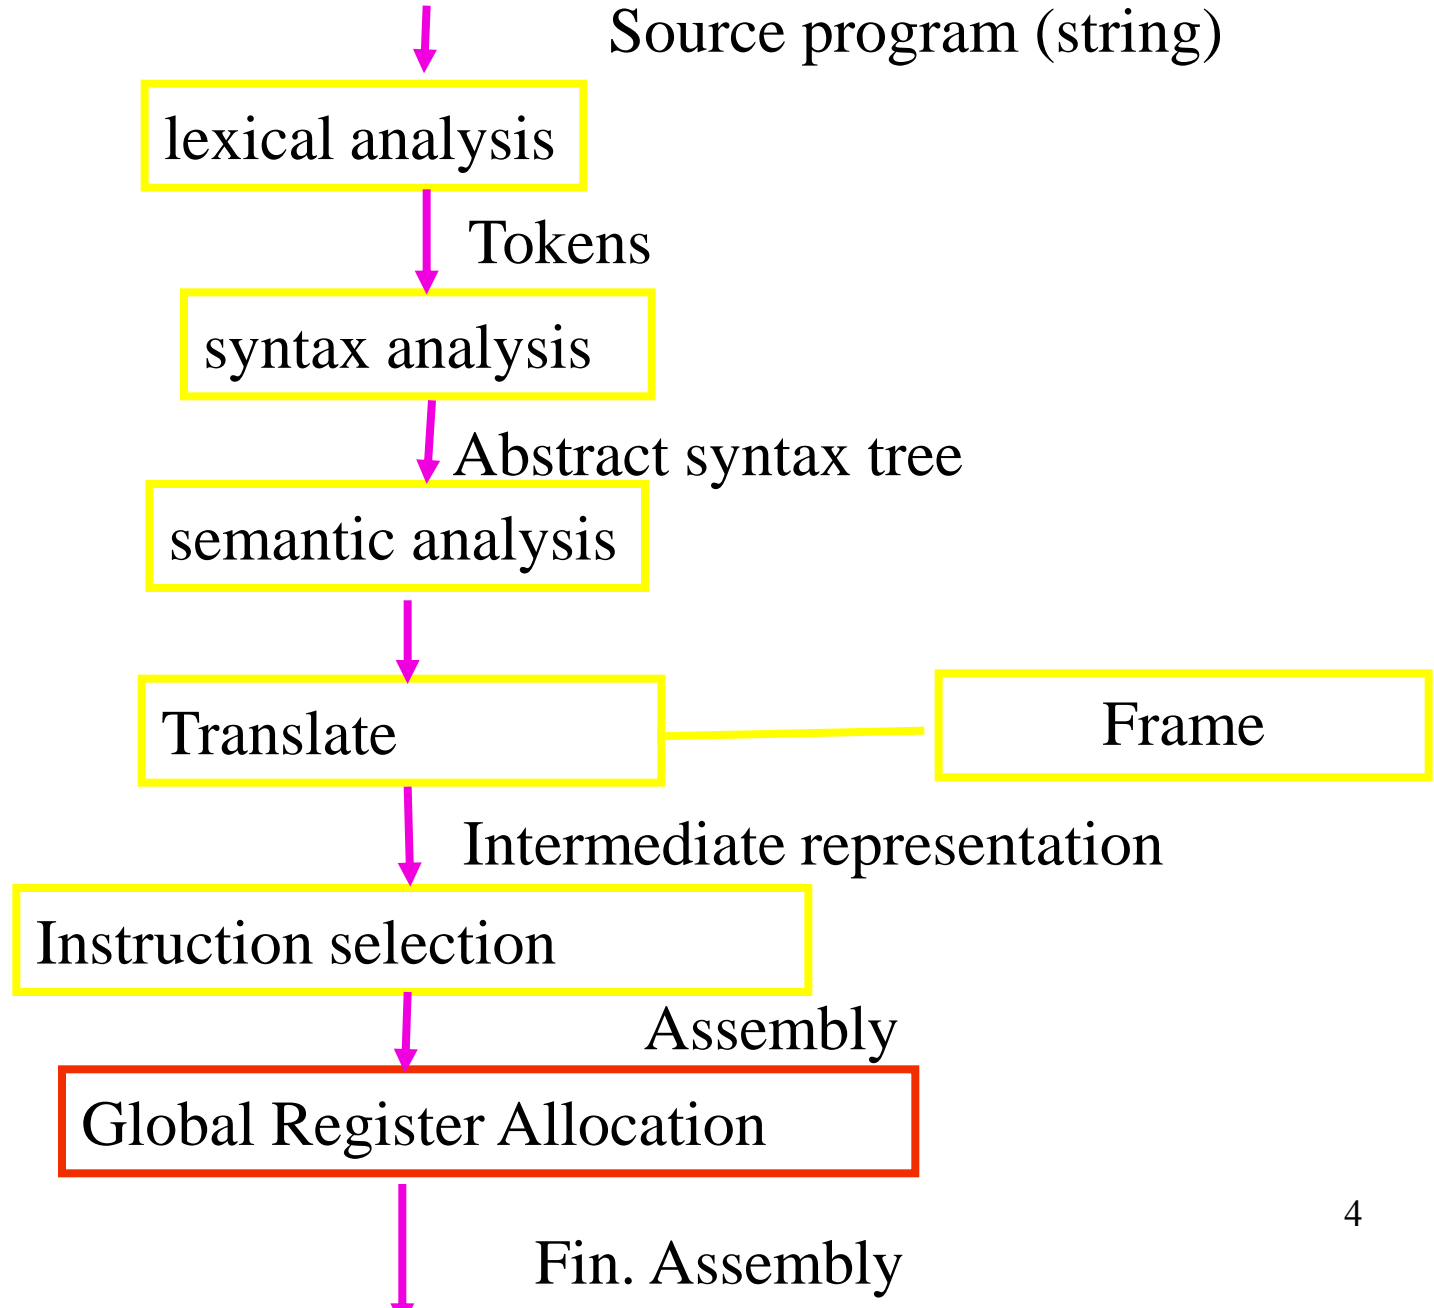 Source program (string)
lexical analysis
Tokens
syntax analysis
Abstract syntax tree
semantic analysis
Translate
Frame
Intermediate representation
Instruction selection
Assembly
Global Register Allocation
4
Fin. Assembly